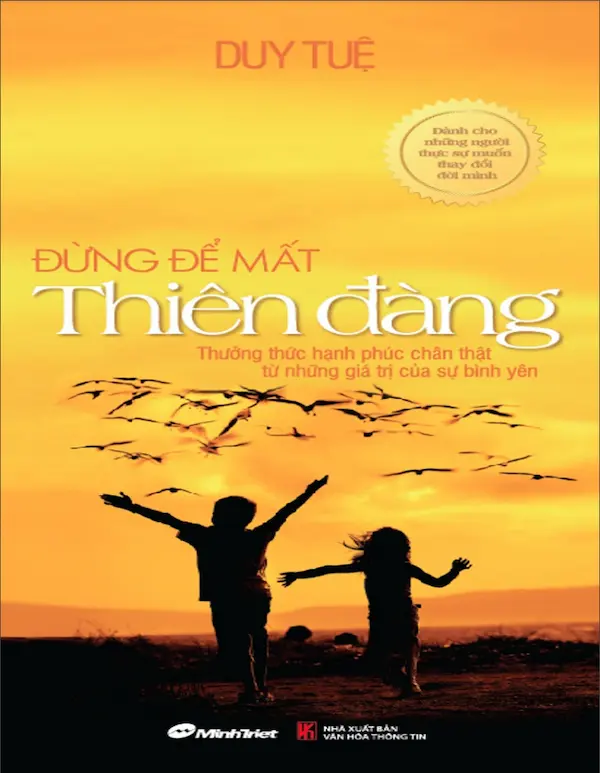 DUY TUỆ
Dành cho
những người
thực sự muốn
thay đổi
đời mình
ĐỪNG ĐỂ MẤT
Thiên đàng
Thưởng thức hạnh phúc chân thật
từ những giá trị của sự bình yên
MinhTriet
NHÀ XUẤT BẢN
VĂN HÓA THÔNG TIN